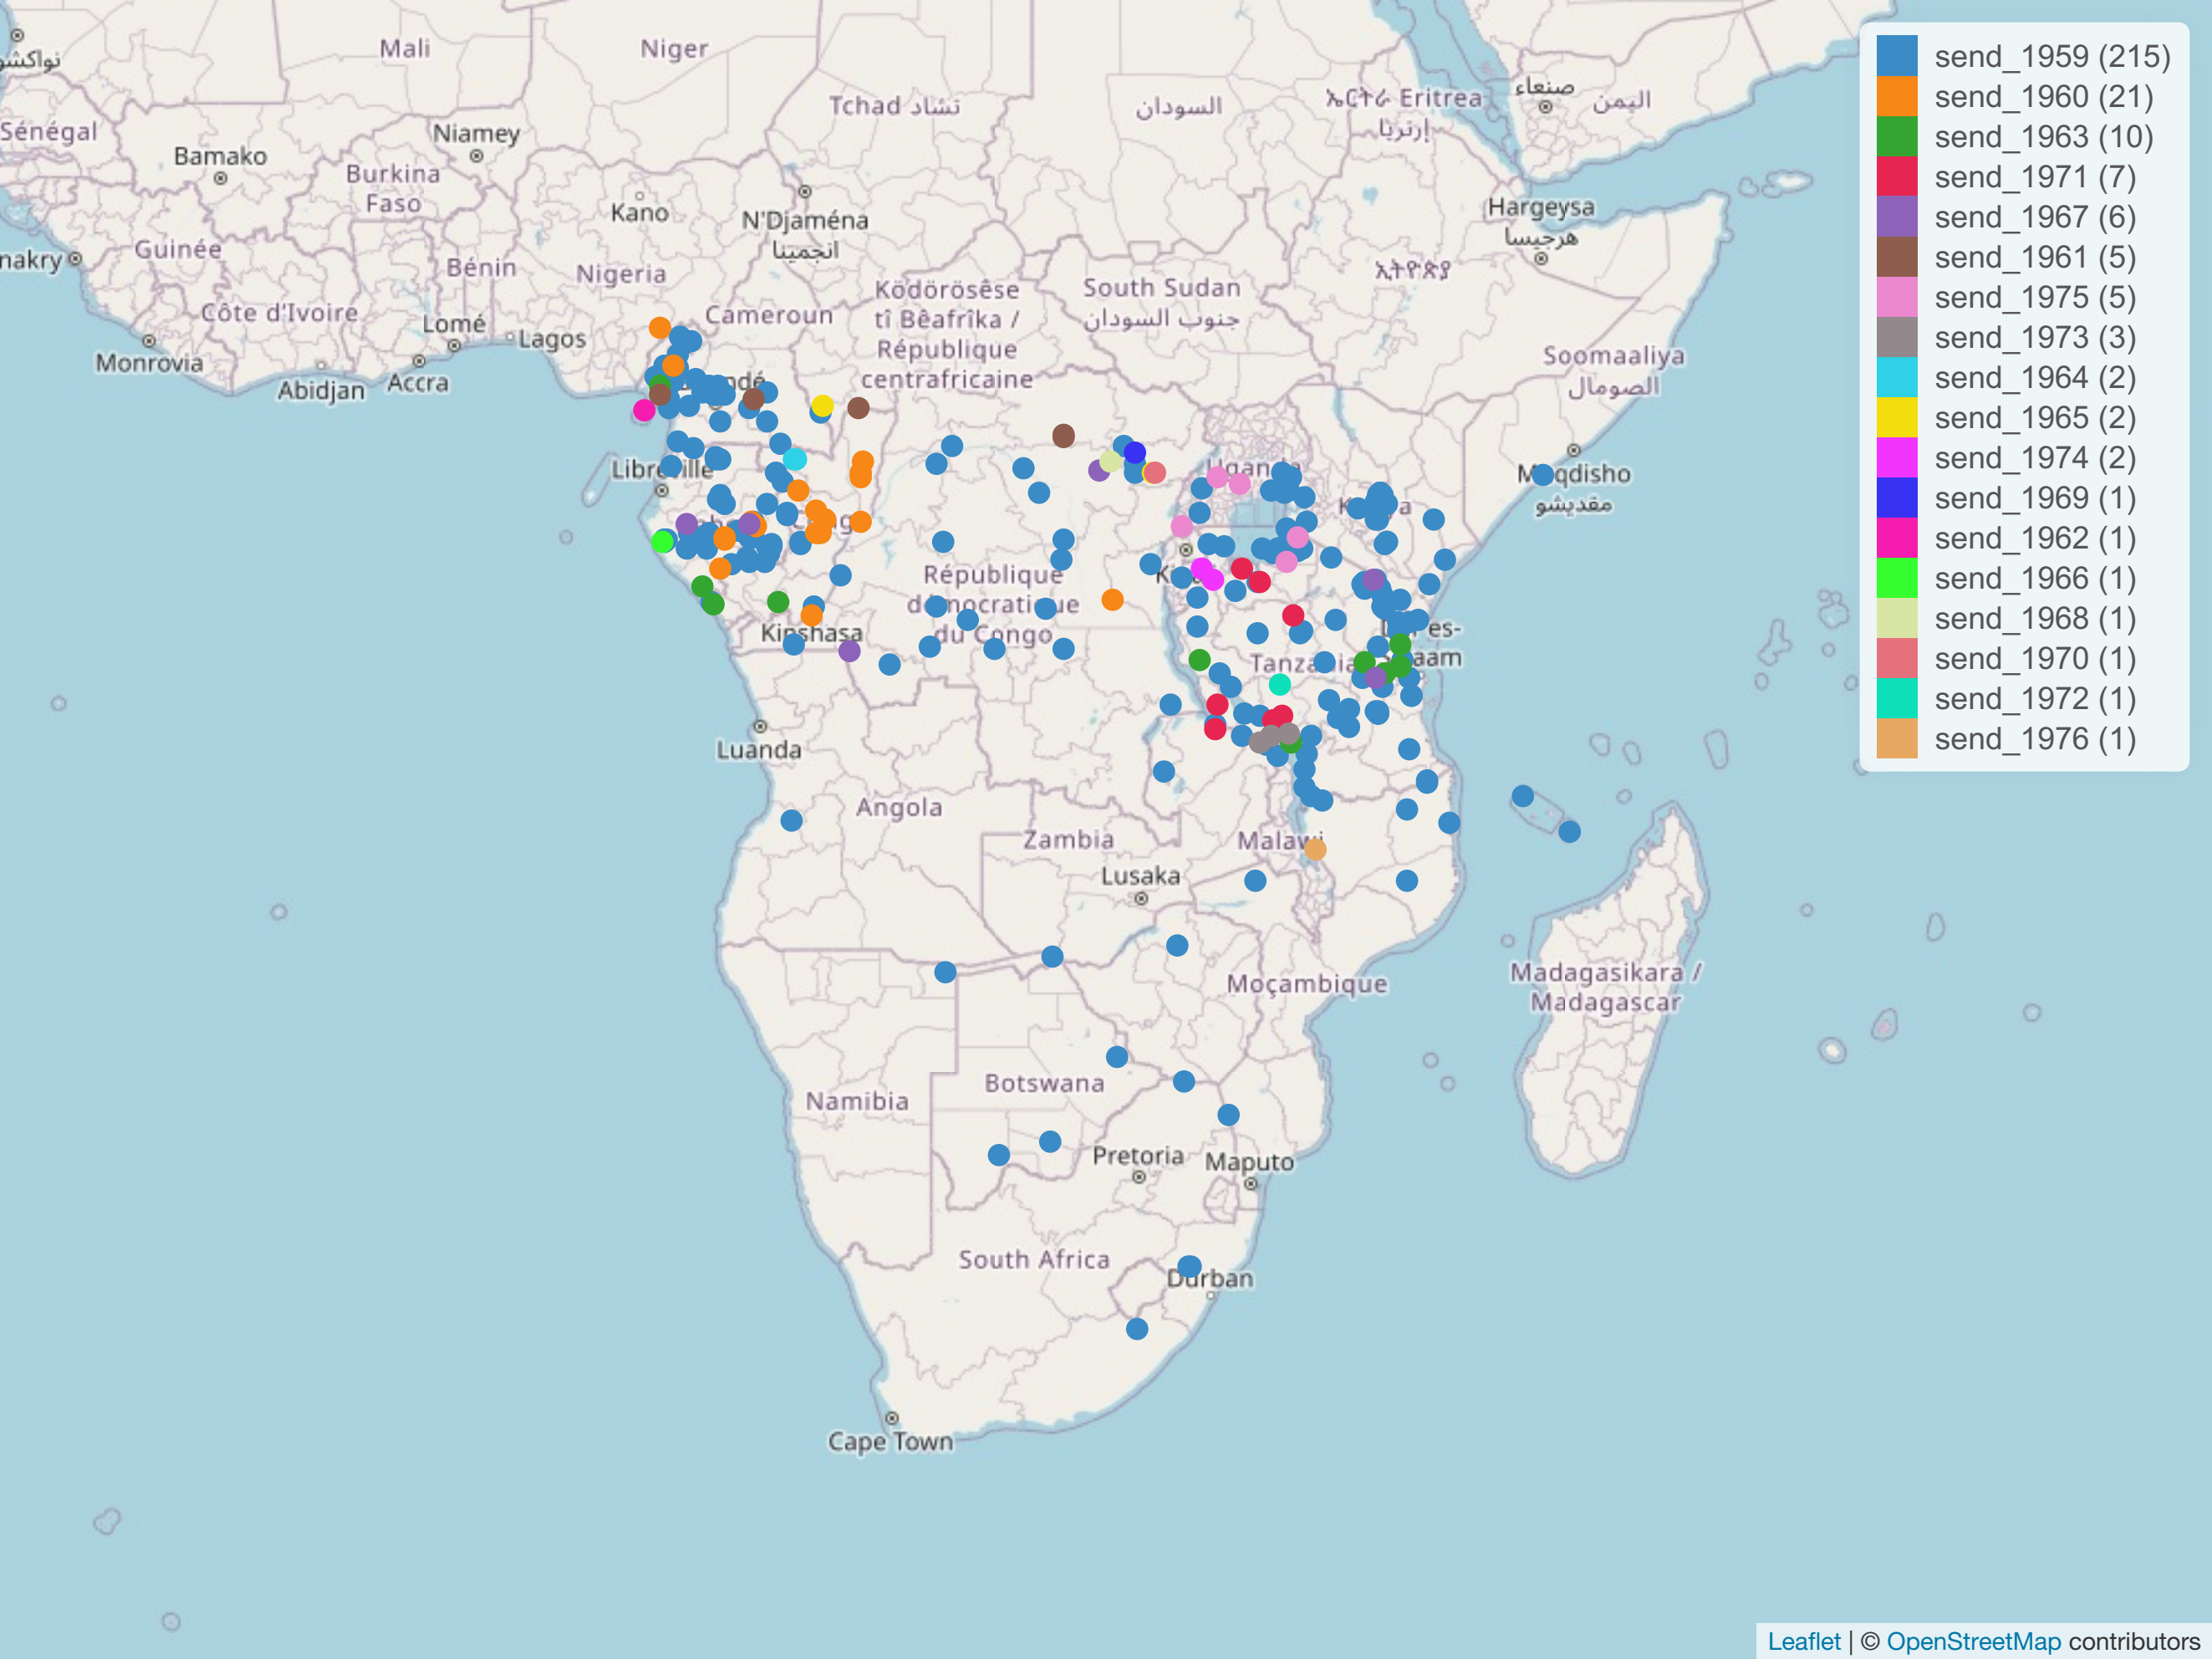 Mali
Niger
Tchad تشاد
السودان
ኤርትራ Eritrea
إرتريا
صنعاء
اليمن
Sénégal
Bamako
Niamey
Burkina
Faso
Kano
N'Djaména
انجمينا
Hargeysa
هرجيسا
nakry
Guinée
Bénin
Nigeria
ኢትዮጵያ
Côte d'Ivoire
Lomé
Lagos
Cameroun
Ködörösêse
tî Bêafrîka /
République
centrafricaine
South Sudan
جنوب السودان
Monrovia
Abidjan
Accra
Soomaaliya
الصومال
Uganda
Muqdisho
مقديشو
Libreville
République
démocratique
du Congo
Kinshasa
Tanzania
Luanda
Angola
Zambia
Malawi
Lusaka
Moçambique
Madagasikara /
Madagascar
Namibia
Botswana
Pretoria
Maputo
South Africa
Durban
Cape Town
send_1959 (215)
send_1960 (21)
send_1963 (10)
send_1971 (7)
send_1967 (6)
send_1961 (5)
send_1975 (5)
send_1973 (3)
send_1964 (2)
send_1965 (2)
send_1974 (2)
send_1969 (1)
send_1962 (1)
send_1966 (1)
send_1968 (1)
send_1970 (1)
send_1972 (1)
send_1976 (1)
Leaflet | © OpenStreetMap contributors